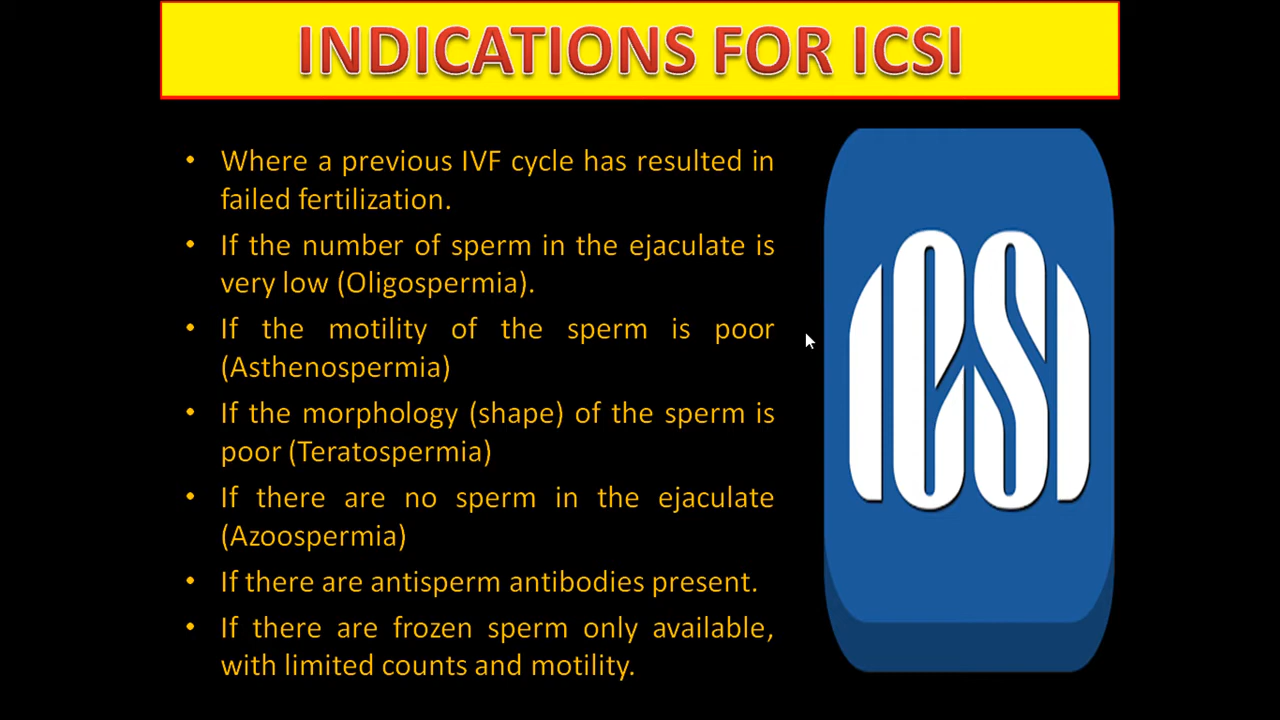 INDICATIONS FOR ICSI
• Where a previous IVF cycle has resulted in
failed fertilization.
• If the number of sperm in the ejaculate is
very low (Oligospermia).
• If the motility of the sperm is poor
(Asthenospermia)
• If the morphology (shape) of the sperm is
poor (Teratospermia)
• If there are no sperm in the ejaculate
(Azoospermia)
• If there are antisperm antibodies present.
• If there are frozen sperm only available,
with limited counts and motility.
ICSI